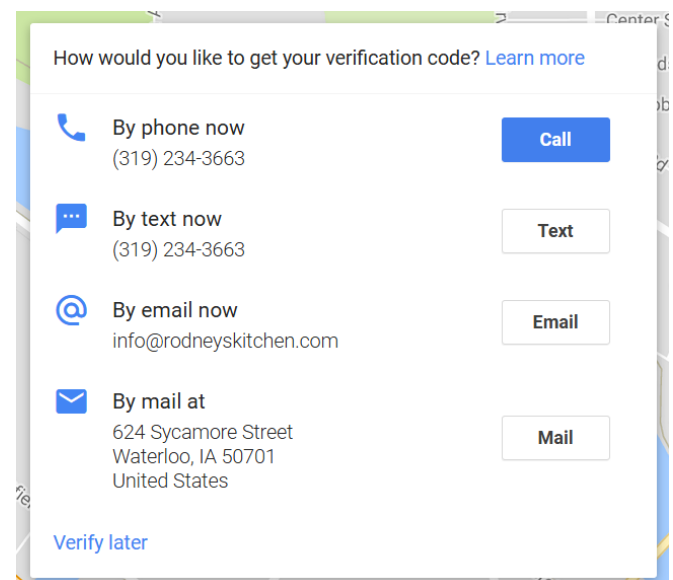 Center S
How would you like to get your verification code? Learn more
By phone now
(319) 234-3663
Call
By text now
(319) 234-3663
Text
By email now
info@rodneyskitchen.com
Email
By mail at
624 Sycamore Street
Waterloo, IA 50701
United States
Mail
Verify later